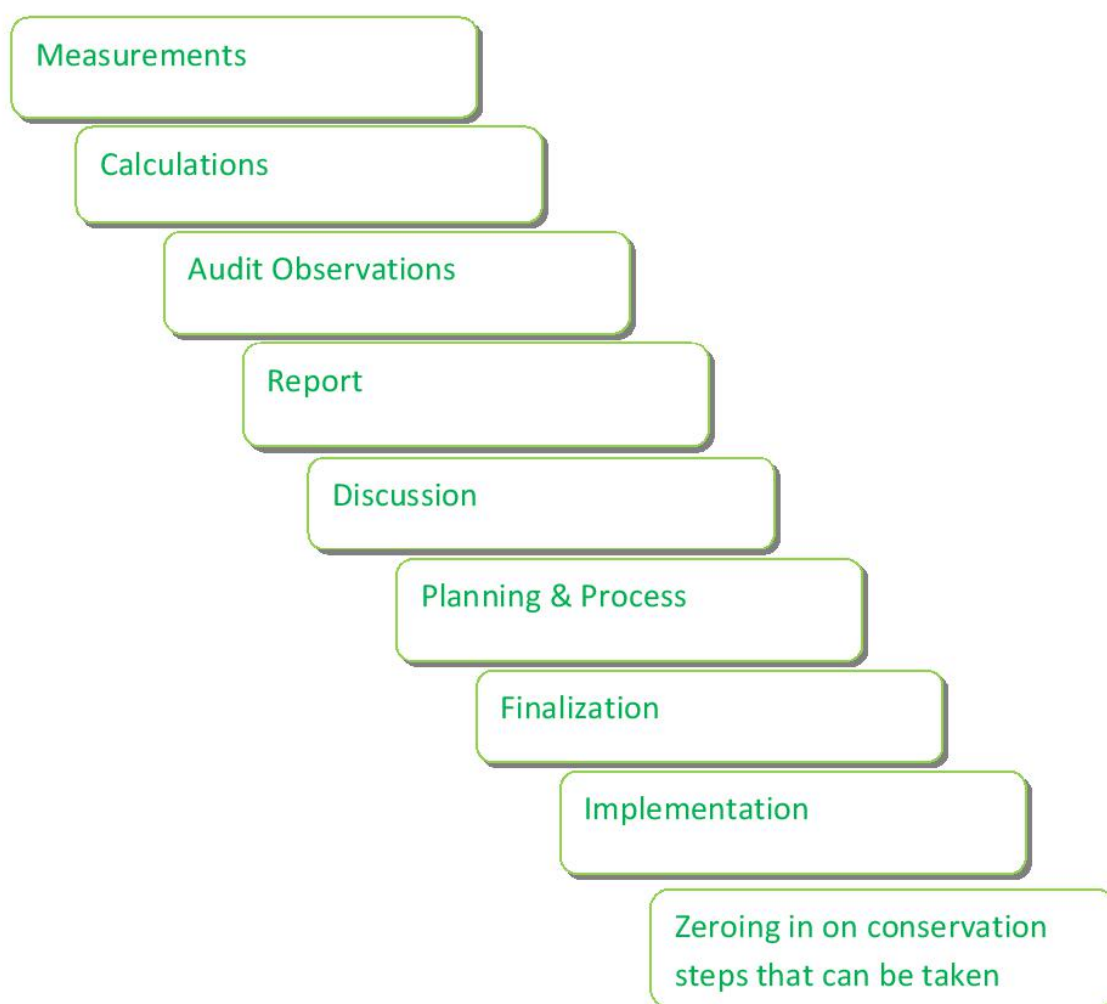 Measurements
Calculations
Audit Observations
Report
Discussion
Planning & Process
Finalization
Implementation
Zeroing in on conservation
steps that can be taken